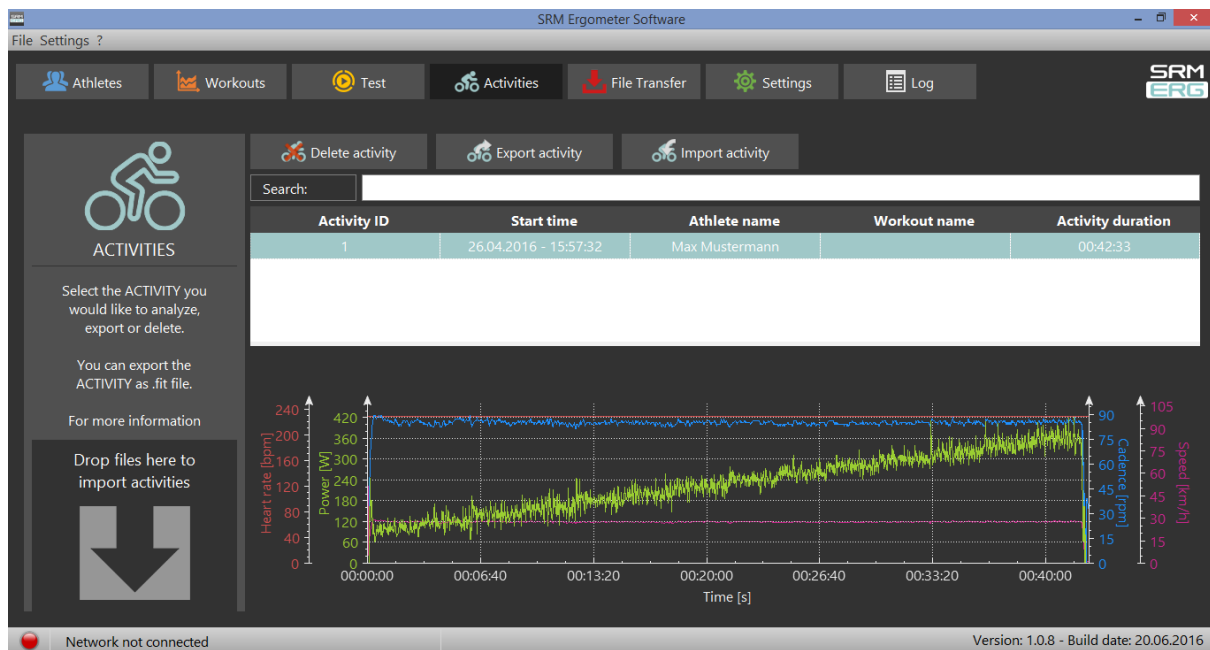 SRM
SRM Ergometer Software
File Settings ?
Athletes
Workouts
Test
Activities
File Transfer
Settings
Log
SRM
ERG
ACTIVITIES
Select the ACTIVITY you
would like to analyze,
export or delete.
You can export the
ACTIVITY as .fit file.
For more information
Drop files here to
import activities
Delete activity
Export activity
Import activity
Search:
Activity ID Start time Athlete name Workout name Activity duration
1 26.04.2016 - 15:57:32 Max Mustermann 00:42:33
Heart rate [bpm]
240
200
160
120
80
40
0
Power [W]
420
360
300
240
180
120
60
0
00:00:00 00:06:40 00:13:20 00:20:00 00:26:40 00:33:20 00:40:00
Time [s]
90
75
60
45
30
15
0
Cadence [rpm]
105
90
75
60
45
30
15
0
Speed [km/h]
Network not connected
Version: 1.0.8 - Build date: 20.06.2016